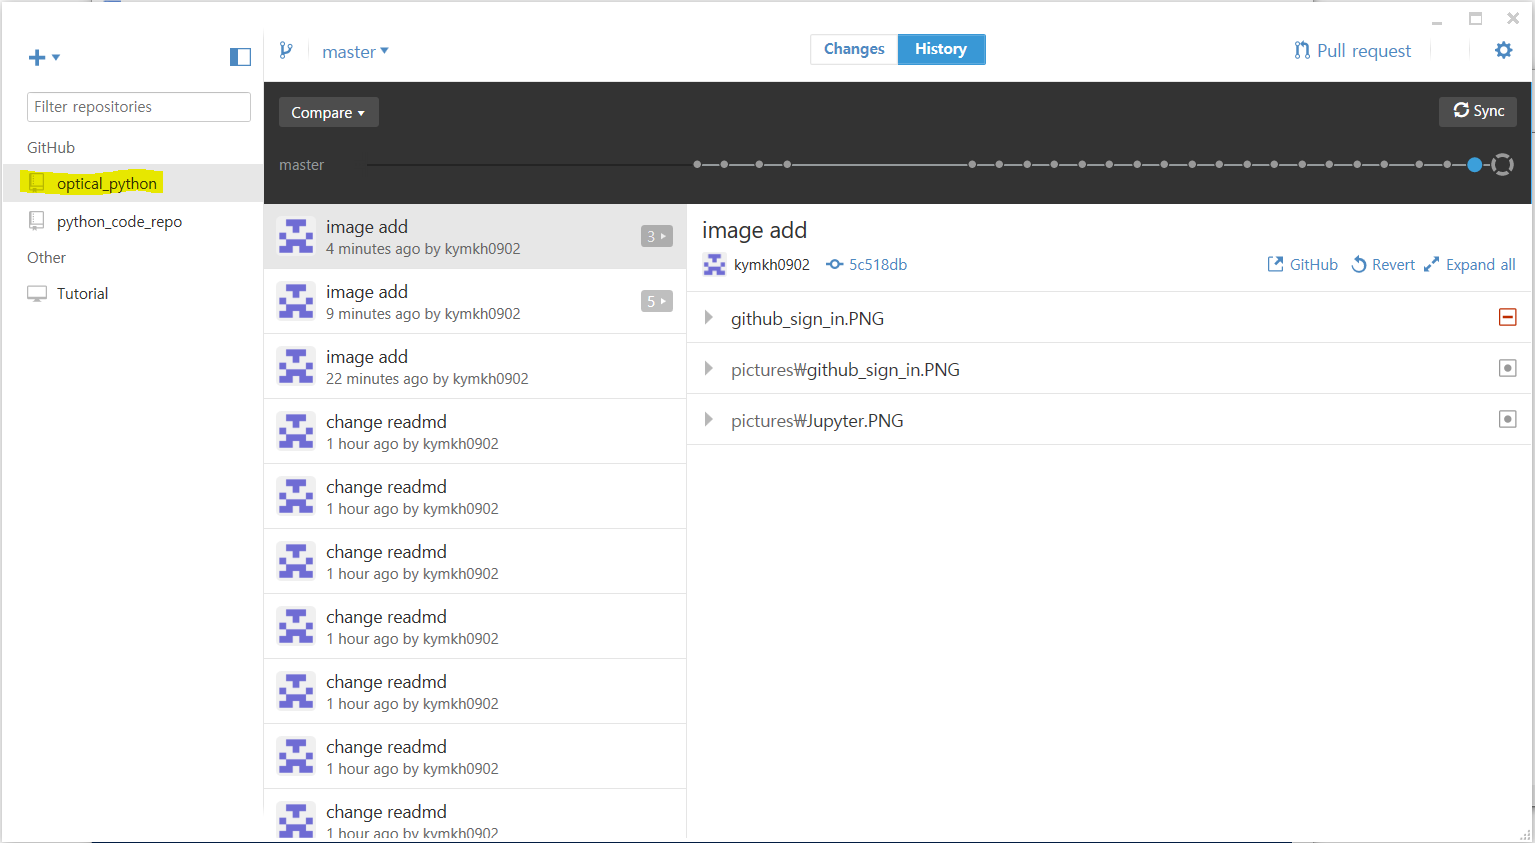 master
Changes
History
Pull request
Filter repositories
GitHub
optical_python
python_code_repo
Other
Tutorial
Compare
Sync
master
image add
4 minutes ago by kymkh0902
3
image add
9 minutes ago by kymkh0902
5
image add
22 minutes ago by kymkh0902
change readmd
1 hour ago by kymkh0902
change readmd
1 hour ago by kymkh0902
change readmd
1 hour ago by kymkh0902
change readmd
1 hour ago by kymkh0902
change readmd
1 hour ago by kymkh0902
change readmd
1 hour ago by kymkh0902
change readmd
1 hour ago by kymkh0902
image add
kymkh0902 5c518db
GitHub Revert Expand all
github_sign_in.PNG
pictures₩github_sign_in.PNG
pictures₩Jupyter.PNG